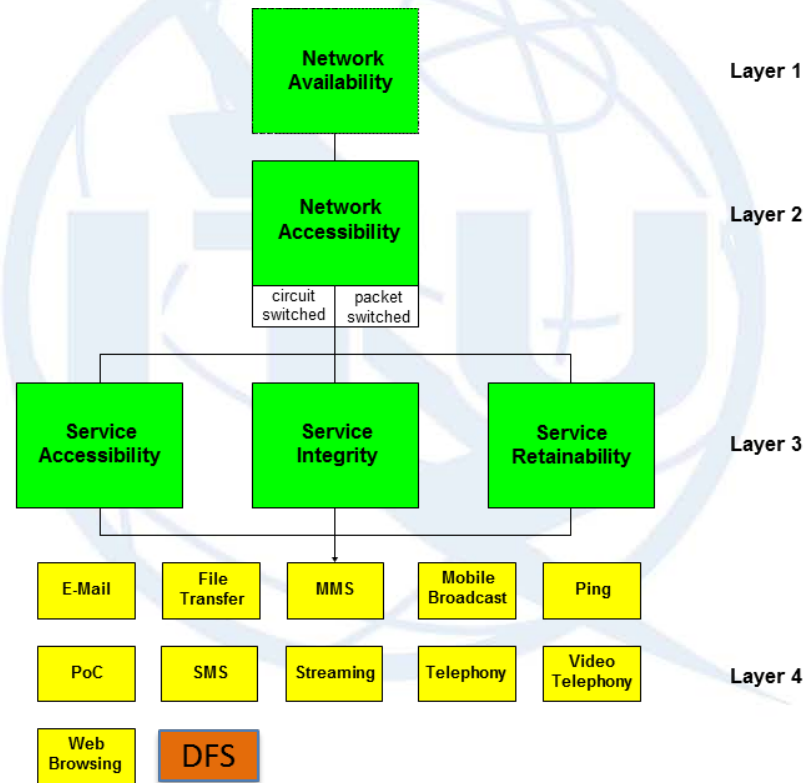 Network
Availability
Layer 1
Network
Accessibility
Layer 2
circuit
switched
packet
switched
Service
Accessibility
Service
Integrity
Service
Retainability
Layer 3
E-Mail
File
Transfer
MMS
Mobile
Broadcast
Ping
PoC
SMS
Streaming
Telephony
Video
Telephony
Layer 4
Web
Browsing
DFS
ITU